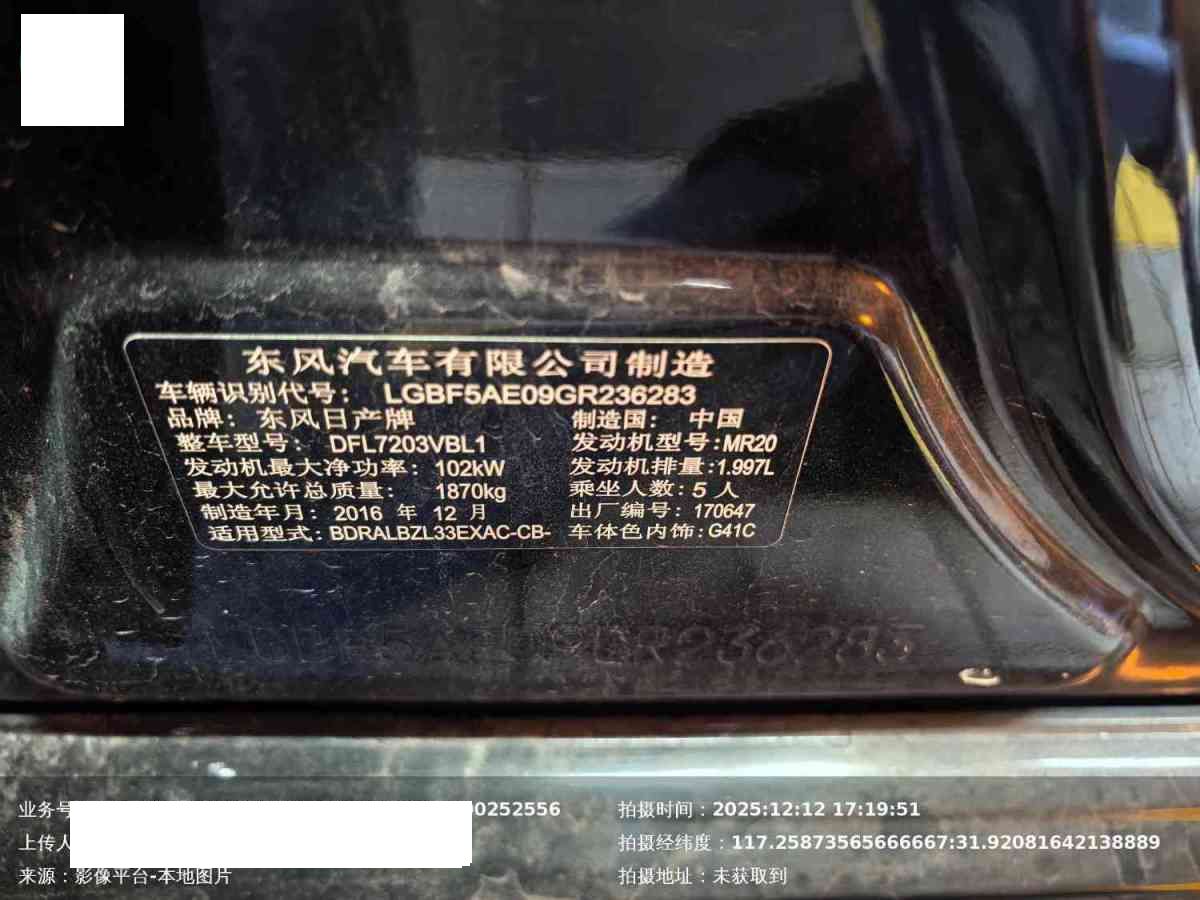 东风汽车有限公司制造
车辆识别代号： LGBF5AE09GR236283
品牌： 东风日产牌 制造国： 中国
整车型号： DFL7203VBL1 发动机型号:MR20
发动机最大净功率： 102kW 发动机排量:1.997L
最大允许总质量： 1870kg 乘坐人数: 5 人
制造年月： 2016 年 12 月 出厂编号: 170647
适用型式: BDRALBZL33EXAC-CB- 车体色内饰: G41C
GR236283
业务号 0252556 拍摄时间：2025:12:12 17:19:51
上传人 拍摄经纬度：117.25873565666667:31.92081642138889
来源：影像平台-本地图片 拍摄地址：未获取到